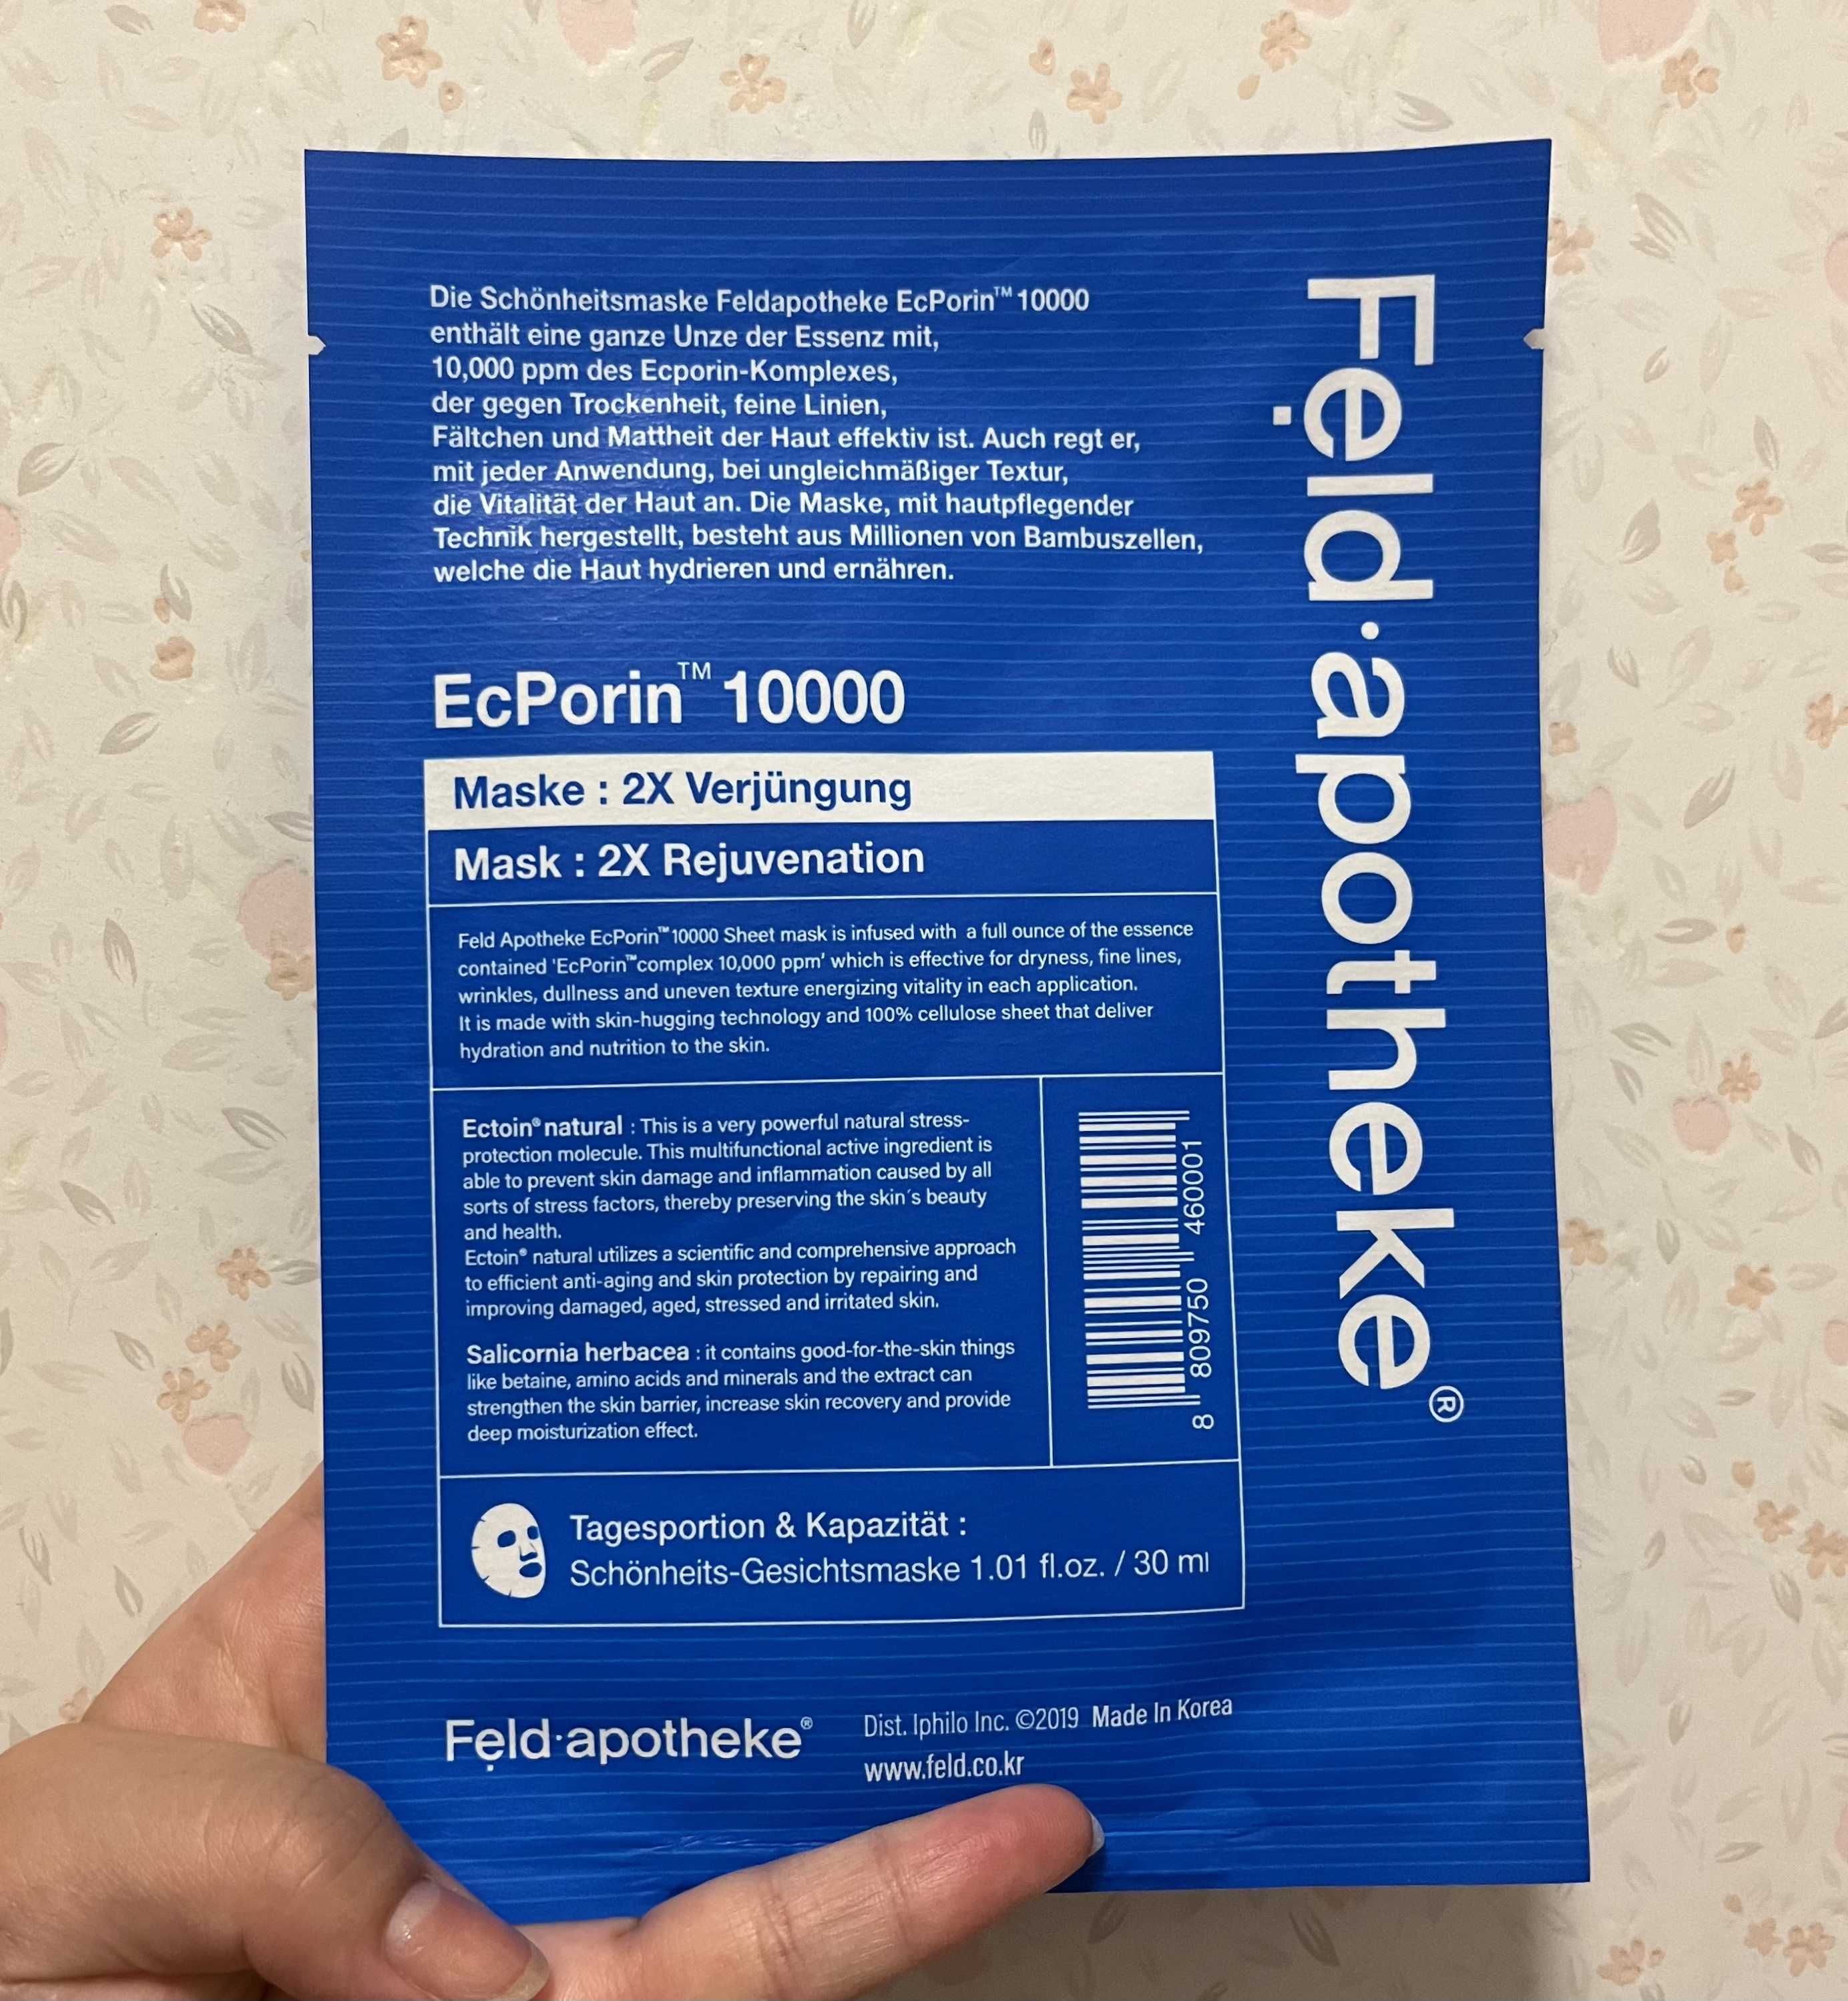 Die Schönheitsmaske Feldapotheke EcPorin™ 10000
enthält eine ganze Unze der Essenz mit,
10,000 ppm des Ecporin-Komplexes,
der gegen Trockenheit, feine Linien,
Fältchen und Mattheit der Haut effektiv ist. Auch regt er,
mit jeder Anwendung, bei ungleichmäßiger Textur,
die Vitalität der Haut an. Die Maske, mit hautpflegender
Technik hergestellt, besteht aus Millionen von Bambuszellen,
welche die Haut hydrieren und ernähren.
EcPorin™ 10000
Maske : 2X Verjüngung
Mask : 2X Rejuvenation
Feld Apotheke EcPorin™ 10000 Sheet mask is infused with a full ounce of the essence
contained 'EcPorin™complex 10,000 ppm' which is effective for dryness, fine lines,
wrinkles, dullness and uneven texture energizing vitality in each application.
It is made with skin-hugging technology and 100% cellulose sheet that deliver
hydration and nutrition to the skin.
Ectoin® natural : This is a very powerful natural stress-
protection molecule. This multifunctional active ingredient is
able to prevent skin damage and inflammation caused by all
sorts of stress factors, thereby preserving the skin´s beauty
and health.
Ectoin® natural utilizes a scientific and comprehensive approach
to efficient anti-aging and skin protection by repairing and
improving damaged, aged, stressed and irritated skin.
Salicornia herbacea : it contains good-for-the-skin things
like betaine, amino acids and minerals and the extract can
strengthen the skin barrier, increase skin recovery and provide
deep moisturization effect.
8 809750 460001
Tagesportion & Kapazität :
Schönheits-Gesichtsmaske 1.01 fl.oz. / 30 ml
Fẹld·apotheke®
Fẹld·apotheke®
Dist. Iphilo Inc. ©2019 Made In Korea
www.feld.co.kr